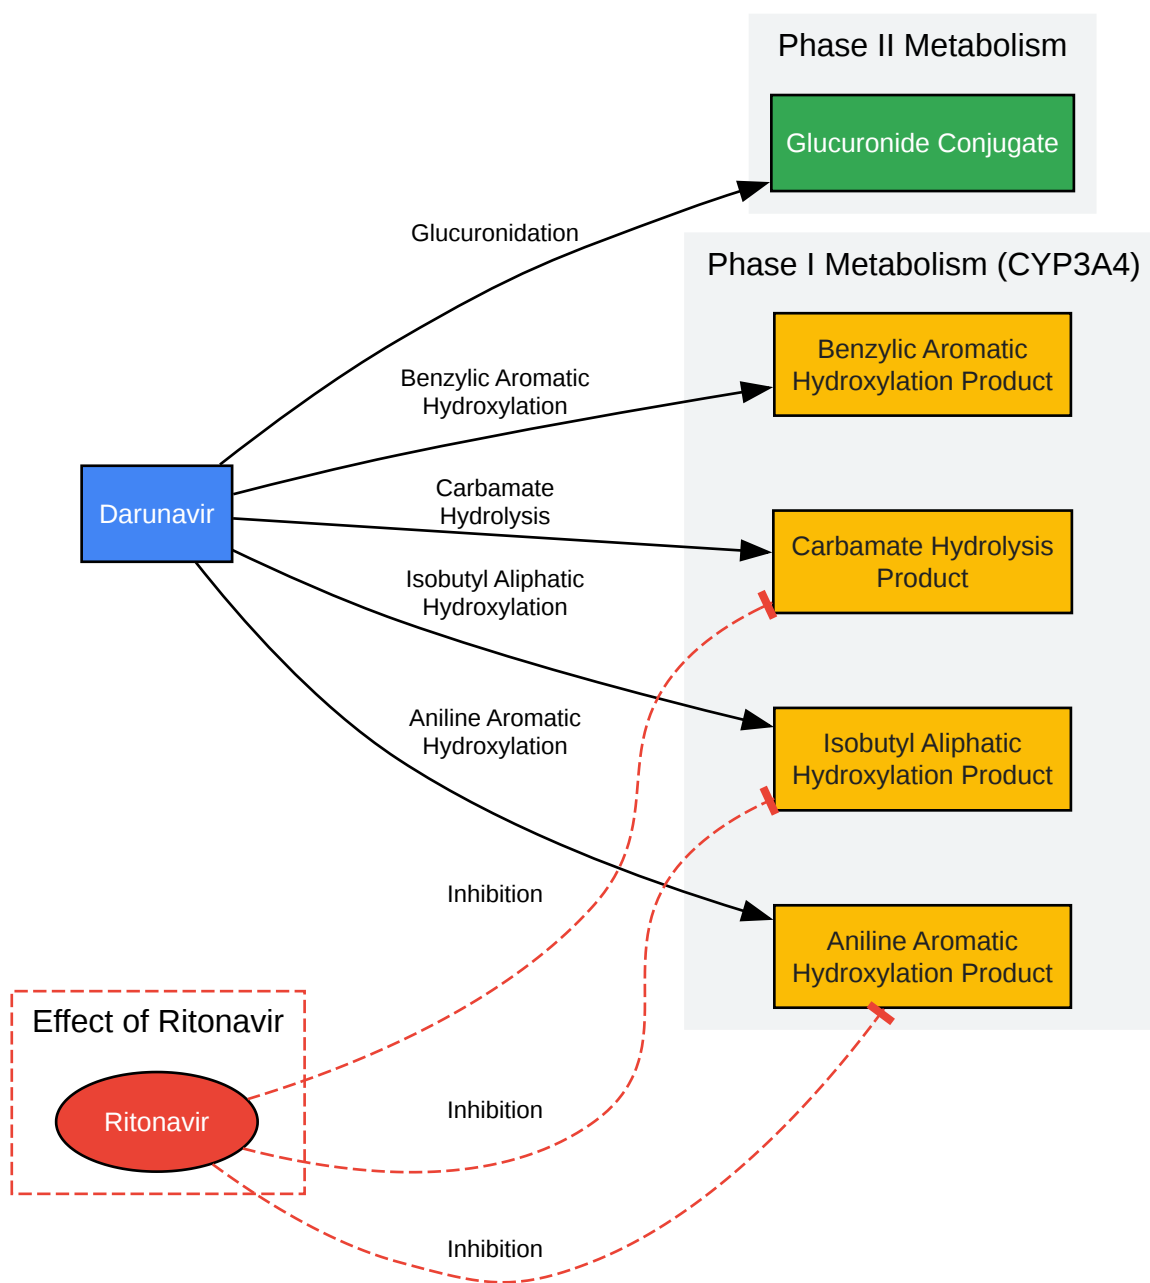 Phase II Metabolism
Glucuronide Conjugate
Glucuronidation
Phase I Metabolism (CYP3A4)
Benzylic Aromatic
Hydroxylation Product
Benzylic Aromatic
Hydroxylation
Carbamate
Hydrolysis
Darunavir
Carbamate Hydrolysis
Product
Isobutyl Aliphatic
Hydroxylation
Aniline Aromatic
Hydroxylation
Isobutyl Aliphatic
Hydroxylation Product
Inhibition
Aniline Aromatic
Hydroxylation Product
Effect of Ritonavir
Ritonavir
Inhibition
Inhibition